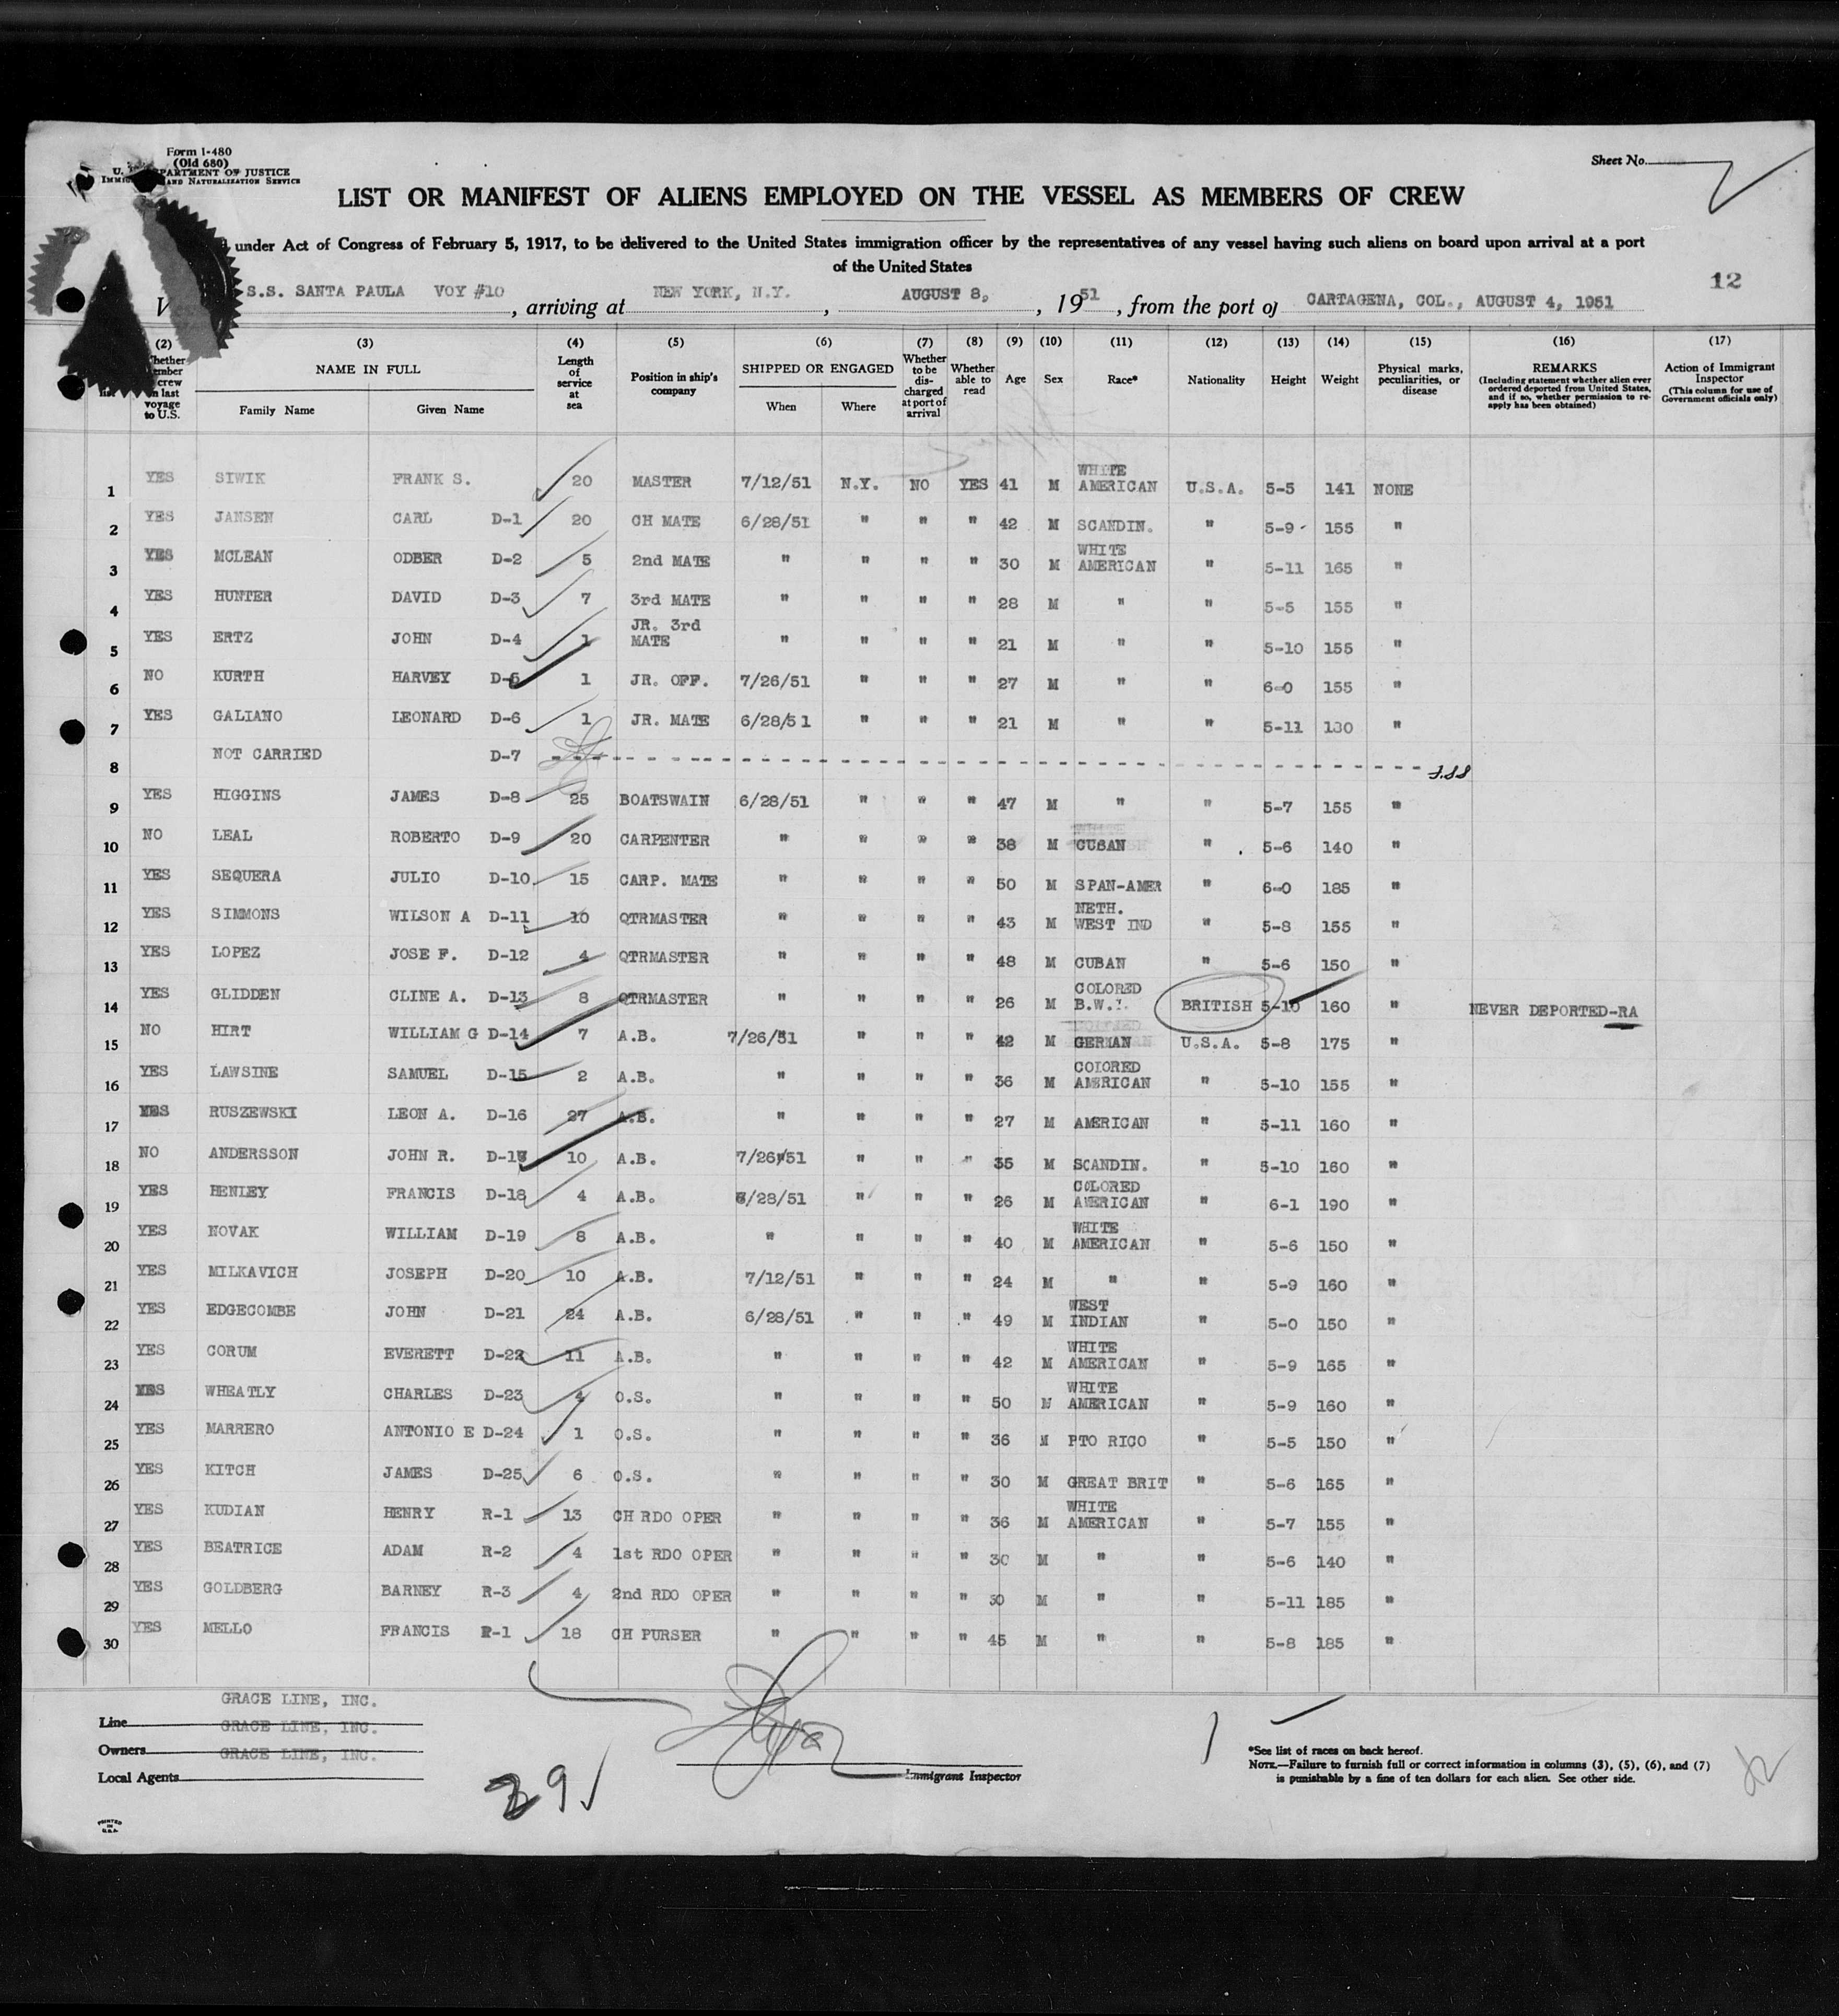 Form I-480
(Old 680)
U. DEPARTMENT OF JUSTICE
IMMIGRATION AND NATURALIZATION SERVICE
Sheet No.
LIST OR MANIFEST OF ALIENS EMPLOYED ON THE VESSEL AS MEMBERS OF CREW
under Act of Congress of February 5, 1917, to be delivered to the United States immigration officer by the representatives of any vessel having such aliens on board upon arrival at a port
of the United States
12
S.S. SANTA PAULA VOY #10, arriving at NEW YORK, N.Y., AUGUST 8,, 1951, from the port of CARTAGENA, COL., AUGUST 4, 1951
(2) (3) (4) (5) (6) (7) (8) (9) (10) (11) (12) (13) (14) (15) (16) (17)
Whether member of crew on last voyage to U.S. NAME IN FULL Family Name Given Name Length of service at sea Position in ship's company SHIPPED OR ENGAGED When Where Whether to be discharged at port of arrival Whether able to read Age Sex Race* Nationality Height Weight Physical marks, peculiarities, or disease REMARKS (Including statement whether alien ever ordered deported from United States, and if so, whether permission to re-apply has been obtained) Action of Immigrant Inspector (This column for use of Government officials only)
1 YES SIWIK FRANK S. 20 MASTER 7/12/51 N.Y. NO YES 41 M WHITE AMERICAN U.S.A. 5-5 141 NONE
2 YES JANSEN CARL D-1 20 CH MATE 6/28/51 " " " 42 M SCANDIN. " 5-9 155 "
3 YES MCLEAN ODBER D-2 5 2nd MATE " " " " 30 M WHITE AMERICAN " 5-11 165 "
4 YES HUNTER DAVID D-3 7 3rd MATE " " " " 28 M " " 5-5 155 "
5 YES ERTZ JOHN D-4 1 JR. 3rd MATE " " " " 21 M " " 5-10 155 "
6 NO KURTH HARVEY D-5 1 JR. OFF. 7/26/51 " " " 27 M " " 6-0 155 "
7 YES GALIANO LEONARD D-6 1 JR. MATE 6/28/51 " " " 21 M " " 5-11 130 "
8 NOT CARRIED D-7
9 YES HIGGINS JAMES D-8 25 BOATSWAIN 6/28/51 " " " 47 M " " 5-7 155 "
10 NO LEAL ROBERTO D-9 20 CARPENTER " " " " 38 M CUBAN " 5-6 140 "
11 YES SEQUERA JULIO D-10 15 CARP. MATE " " " " 50 M SPAN-AMER " 6-0 185 "
12 YES SIMMONS WILSON A D-11 10 QTRMASTER " " " " 43 M NETH. WEST IND " 5-8 155 "
13 YES LOPEZ JOSE F. D-12 4 QTRMASTER " " " " 48 M CUBAN " 5-6 150 "
14 YES GLIDDEN CLINE A. D-13 8 QTRMASTER " " " " 26 M COLORED B.W.I. BRITISH 5-10 160 " NEVER DEPORTED-RA
15 NO HIRT WILLIAM G D-14 7 A.B. 7/26/51 " " " 42 M GERMAN U.S.A. 5-8 175 "
16 YES LAWSINE SAMUEL D-15 2 A.B. " " " " 36 M COLORED AMERICAN " 5-10 155 "
17 YES RUSZEWSKI LEON A. D-16 27 A.B. " " " " 27 M AMERICAN " 5-11 160 "
18 NO ANDERSSON JOHN R. D-17 10 A.B. 7/26/51 " " " 35 M SCANDIN. " 5-10 160 "
19 YES HENLEY FRANCIS D-18 4 A.B. 6/28/51 " " " 26 M COLORED AMERICAN " 6-1 190 "
20 YES NOVAK WILLIAM D-19 8 A.B. " " " " 40 M WHITE AMERICAN " 5-6 150 "
21 YES MILKAVICH JOSEPH D-20 10 A.B. 7/12/51 " " " 24 M " " 5-9 160 "
22 YES EDGECOMBE JOHN D-21 24 A.B. 6/28/51 " " " 49 M WEST INDIAN " 5-0 150 "
23 YES CORUM EVERETT D-22 11 A.B. " " " " 42 M WHITE AMERICAN " 5-9 165 "
24 YES WHEATLY CHARLES D-23 4 O.S. " " " " 50 M WHITE AMERICAN " 5-9 160 "
25 YES MARRERO ANTONIO E D-24 1 O.S. " " " " 36 M PTO RICO " 5-5 150 "
26 YES KITCH JAMES D-25 6 O.S. " " " " 30 M GREAT BRIT " 5-6 165 "
27 YES KUDIAN HENRY R-1 13 CH RDO OPER " " " " 36 M WHITE AMERICAN " 5-7 155 "
28 YES BEATRICE ADAM R-2 4 1st RDO OPER " " " " 30 M " " 5-6 140 "
29 YES GOLDBERG BARNEY R-3 4 2nd RDO OPER " " " " 30 M " " 5-11 185 "
30 YES MELLO FRANCIS P-1 18 CH PURSER " " " " 45 M " " 5-8 185 "
GRACE LINE, INC.
Line GRACE LINE, INC.
Owners GRACE LINE, INC.
Local Agents
29
Immigrant Inspector
*See list of races on back hereof.
NOTE.—Failure to furnish full or correct information in columns (3), (5), (6), and (7)
is punishable by a fine of ten dollars for each alien. See other side.
PRINTED IN U.S.A.